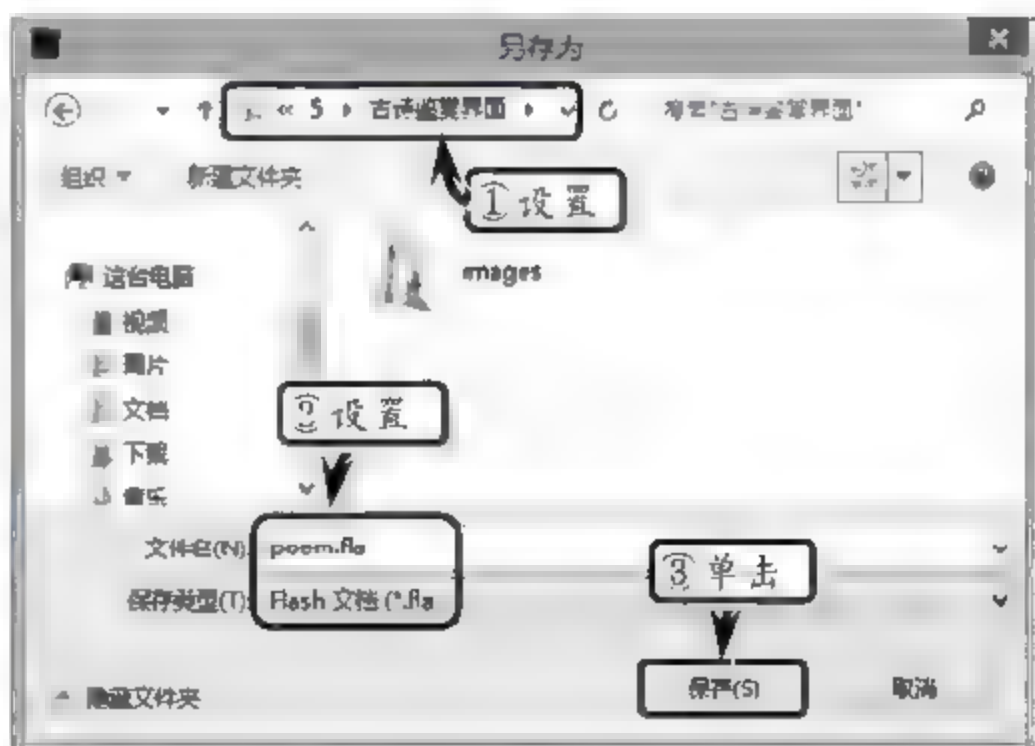 另存为
« 5 古诗鉴赏界面
组织 新建文件夹
①设置
这台电脑
images
视频
图片
②设置
文档
下载
音乐
文件名(N): poem.fla
③单击
保存类型(T): Flash 文档 (*.fla
隐藏文件夹 保存(S) 取消